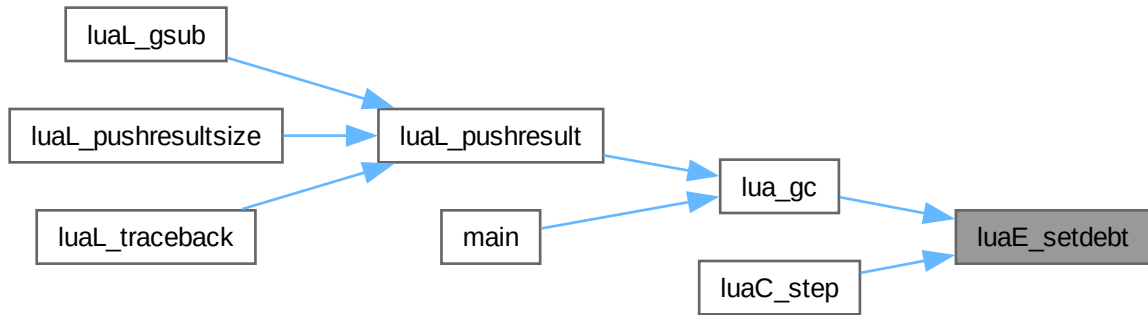 luaL_gsub
luaL_pushresultsize
luaL_pushresult
luaL_traceback
main
lua_gc
luaC_step
luaE_setdebt